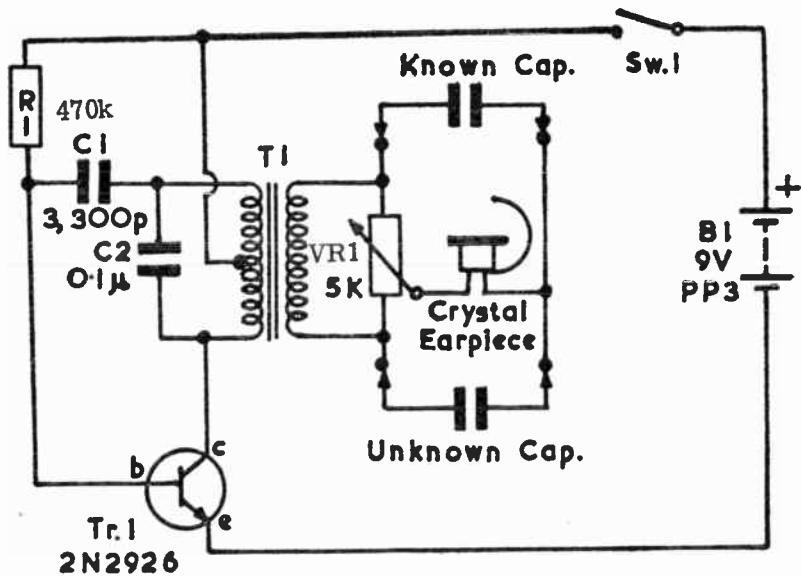 Known Cap.
Sw.1
R
1
470k
C1
3,300p
C2
0·1μ
T1
VR1
5K
Crystal
Earpiece
+
B1
9V
PP3
Unknown Cap.
b
c
e
Tr.1
2N2926